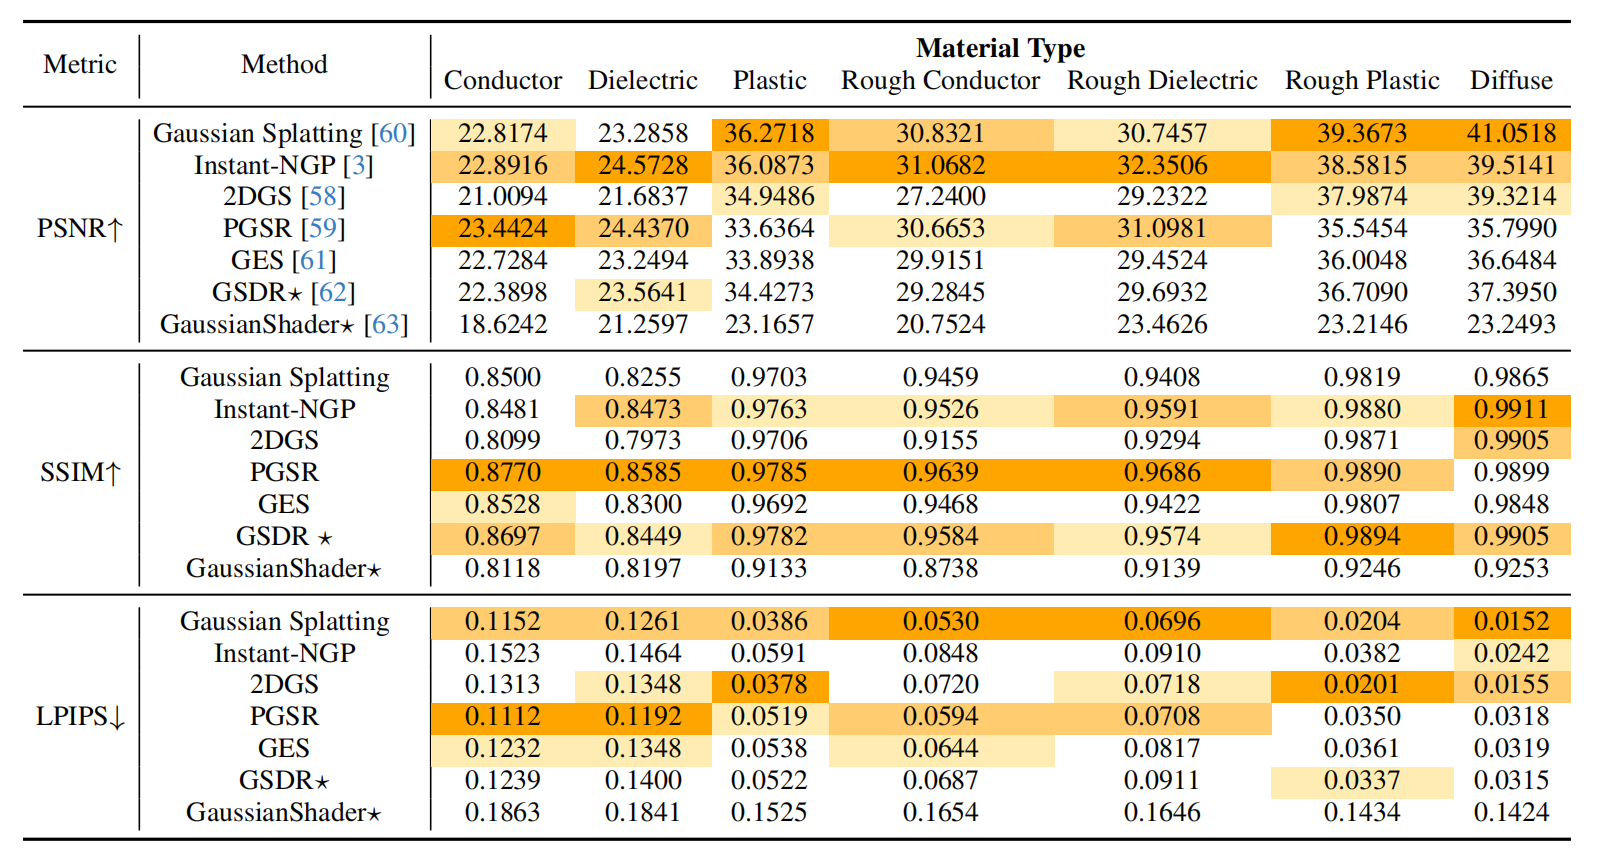 Metric Method Material Type
Conductor Dielectric Plastic Rough Conductor Rough Dielectric Rough Plastic Diffuse
PSNR↑
Gaussian Splatting [60] 22.8174 23.2858 36.2718 30.8321 30.7457 39.3673 41.0518
Instant-NGP [3] 22.8916 24.5728 36.0873 31.0682 32.3506 38.5815 39.5141
2DGS [58] 21.0094 21.6837 34.9486 27.2400 29.2322 37.9874 39.3214
PGSR [59] 23.4424 24.4370 33.6364 30.6653 31.0981 35.5454 35.7990
GES [61] 22.7284 23.2494 33.8938 29.9151 29.4524 36.0048 36.6484
GSDR⋆ [62] 22.3898 23.5641 34.4273 29.2845 29.6932 36.7090 37.3950
GaussianShader⋆ [63] 18.6242 21.2597 23.1657 20.7524 23.4626 23.2146 23.2493
SSIM↑
Gaussian Splatting 0.8500 0.8255 0.9703 0.9459 0.9408 0.9819 0.9865
Instant-NGP 0.8481 0.8473 0.9763 0.9526 0.9591 0.9880 0.9911
2DGS 0.8099 0.7973 0.9706 0.9155 0.9294 0.9871 0.9905
PGSR 0.8770 0.8585 0.9785 0.9639 0.9686 0.9890 0.9899
GES 0.8528 0.8300 0.9692 0.9468 0.9422 0.9807 0.9848
GSDR ⋆ 0.8697 0.8449 0.9782 0.9584 0.9574 0.9894 0.9905
GaussianShader⋆ 0.8118 0.8197 0.9133 0.8738 0.9139 0.9246 0.9253
LPIPS↓
Gaussian Splatting 0.1152 0.1261 0.0386 0.0530 0.0696 0.0204 0.0152
Instant-NGP 0.1523 0.1464 0.0591 0.0848 0.0910 0.0382 0.0242
2DGS 0.1313 0.1348 0.0378 0.0720 0.0718 0.0201 0.0155
PGSR 0.1112 0.1192 0.0519 0.0594 0.0708 0.0350 0.0318
GES 0.1232 0.1348 0.0538 0.0644 0.0817 0.0361 0.0319
GSDR⋆ 0.1239 0.1400 0.0522 0.0687 0.0911 0.0337 0.0315
GaussianShader⋆ 0.1863 0.1841 0.1525 0.1654 0.1646 0.1434 0.1424